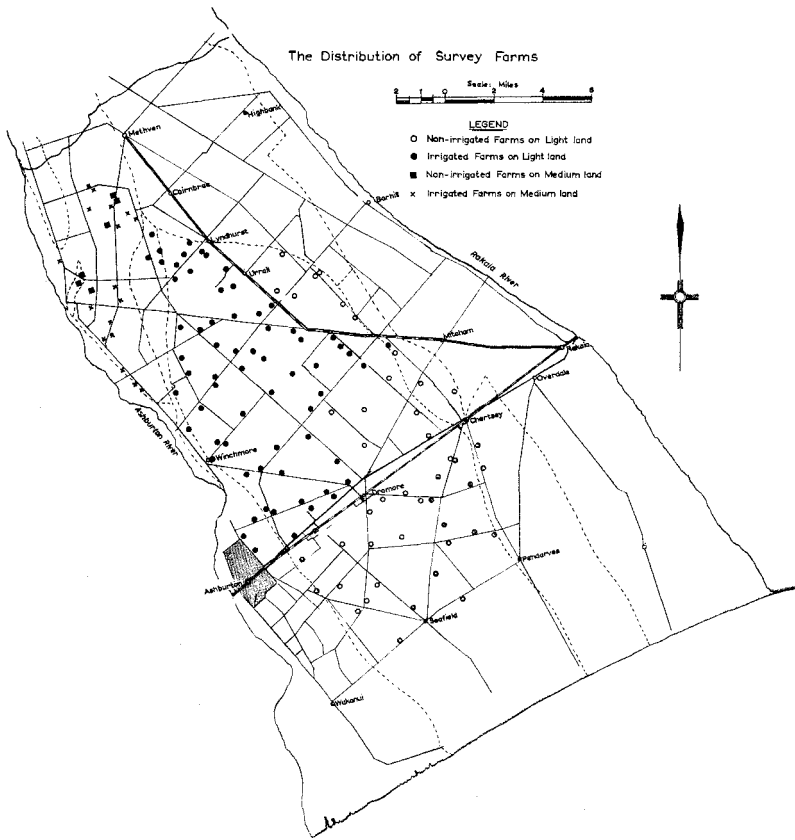 The Distribution of Survey Farms
Scale: Miles
2 1 0 2 4 6
LEGEND
Non-irrigated Farms on Light land
Irrigated Farms on Light land
Non-irrigated Farms on Medium land
Irrigated Farms on Medium land
Highbank
Methven
Cairnbrae
Barhill
Lyndhurst
Urrall
Rakaia River
Mitcham
Rakaia
Overdale
Ashburton River
Chertsey
Winchmore
Dromore
Pendarves
Ashburton
Seafield
Wakanui